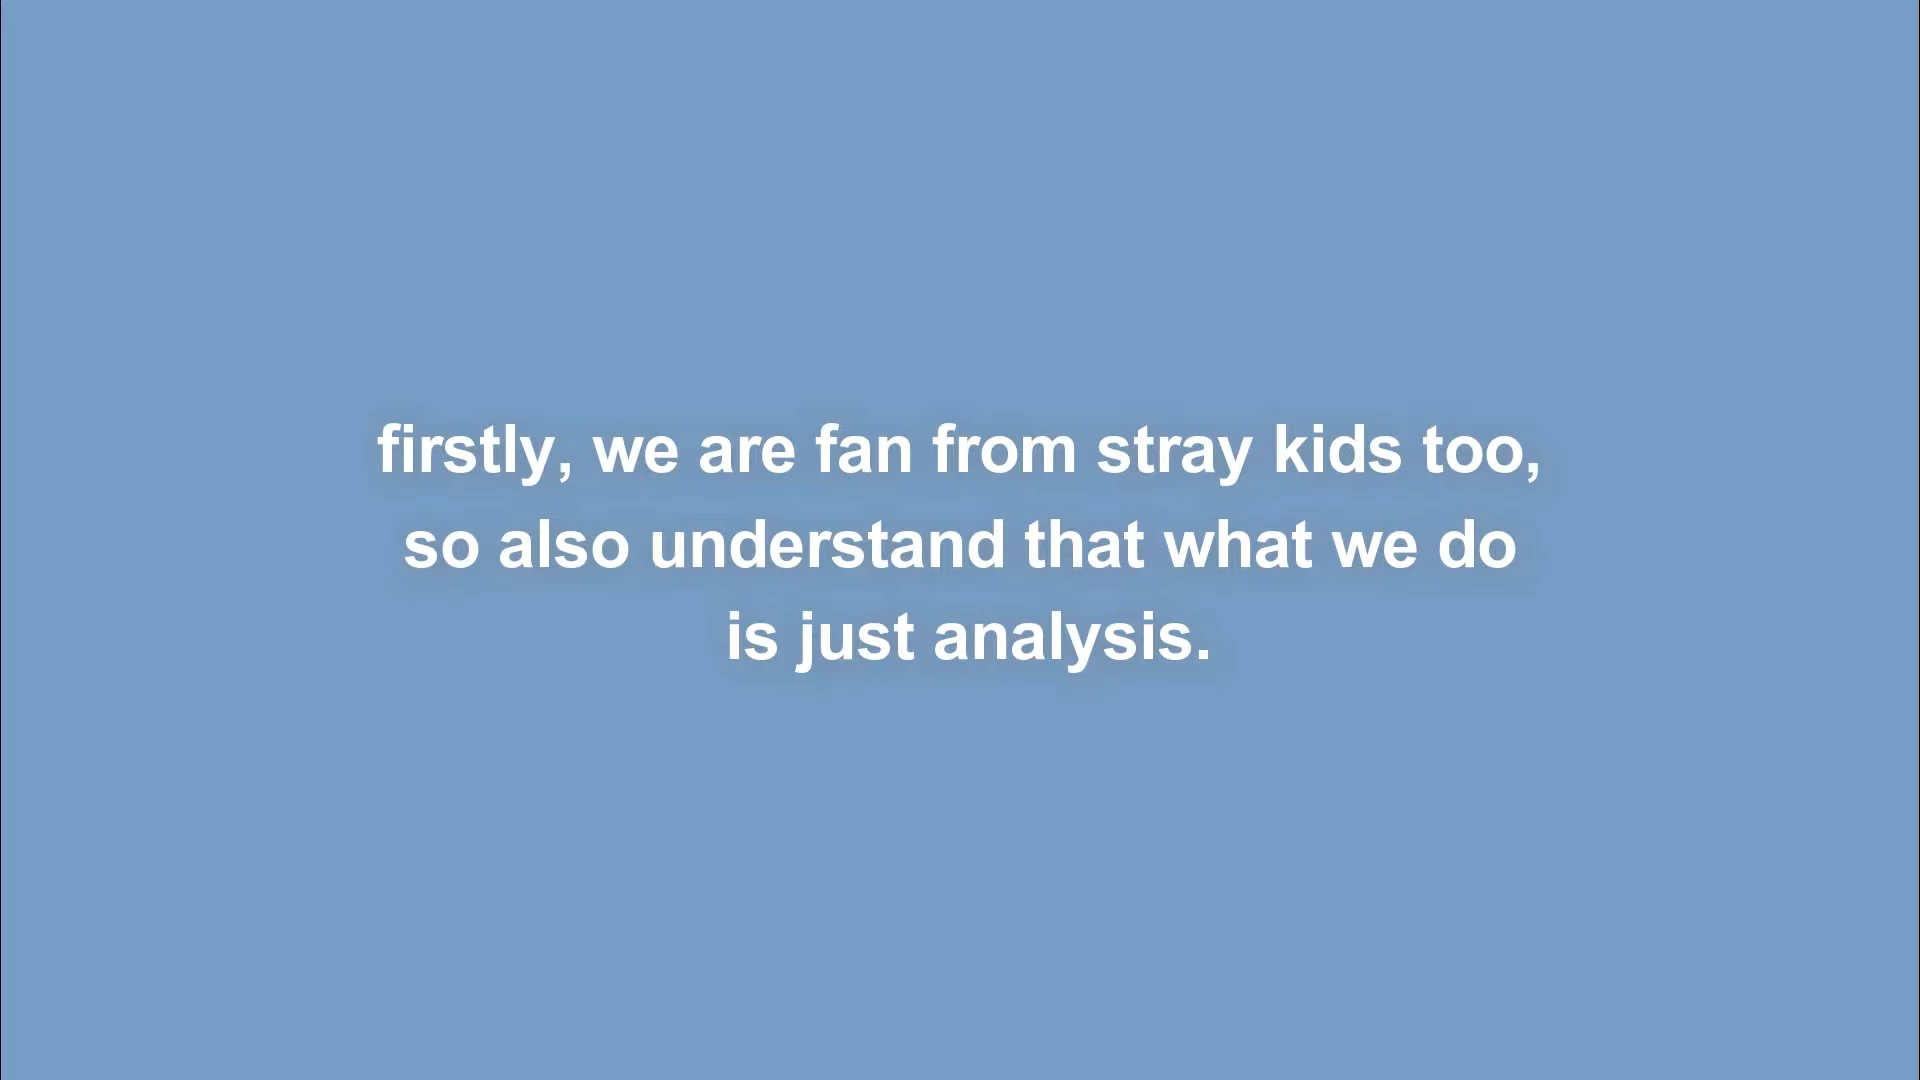 firstly, we are fan from stray kids too,
so also understand that what we do
is just analysis.